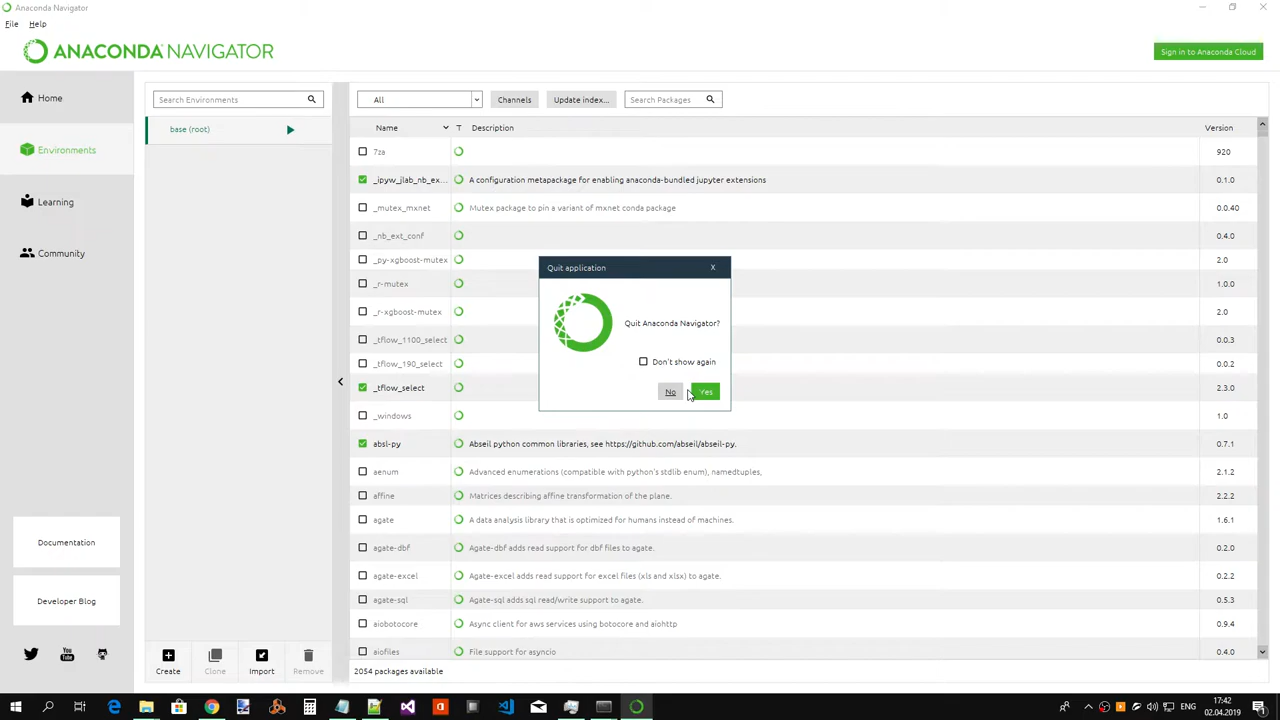 Anaconda Navigator
File Help
ANACONDA NAVIGATOR
Sign in to Anaconda Cloud
Home
Environments
Learning
Community
Documentation
Developer Blog
Search Environments
base (root)
Create Clone Import Remove
All Channels Update index... Search Packages
Name T Description Version
7za 920
_ipyw_jlab_nb_ex... A configuration metapackage for enabling anaconda-bundled jupyter extensions 0.1.0
_mutex_mxnet Mutex package to pin a variant of mxnet conda package 0.0.40
_nb_ext_conf 0.4.0
_py-xgboost-mutex 2.0
_r-mutex 1.0.0
_r-xgboost-mutex 2.0
_tflow_1100_select 0.0.3
_tflow_190_select 0.0.2
_tflow_select 2.3.0
_windows 1.0
absl-py Abseil python common libraries, see https://github.com/abseil/abseil-py. 0.7.1
aenum Advanced enumerations (compatible with python's stdlib enum), namedtuples, 2.1.2
affine Matrices describing affine transformation of the plane. 2.2.2
agate A data analysis library that is optimized for humans instead of machines. 1.6.1
agate-dbf Agate-dbf adds read support for dbf files to agate. 0.2.0
agate-excel Agate-excel adds read support for excel files (xls and xlsx) to agate. 0.2.2
agate-sql Agate-sql adds sql read/write support to agate. 0.5.3
aiobotocore Async client for aws services using botocore and aiohttp 0.9.4
aiofiles File support for asyncio 0.4.0
2054 packages available
Quit application X
Quit Anaconda Navigator?
Don't show again
No Yes
ENG
17:42
02.04.2019